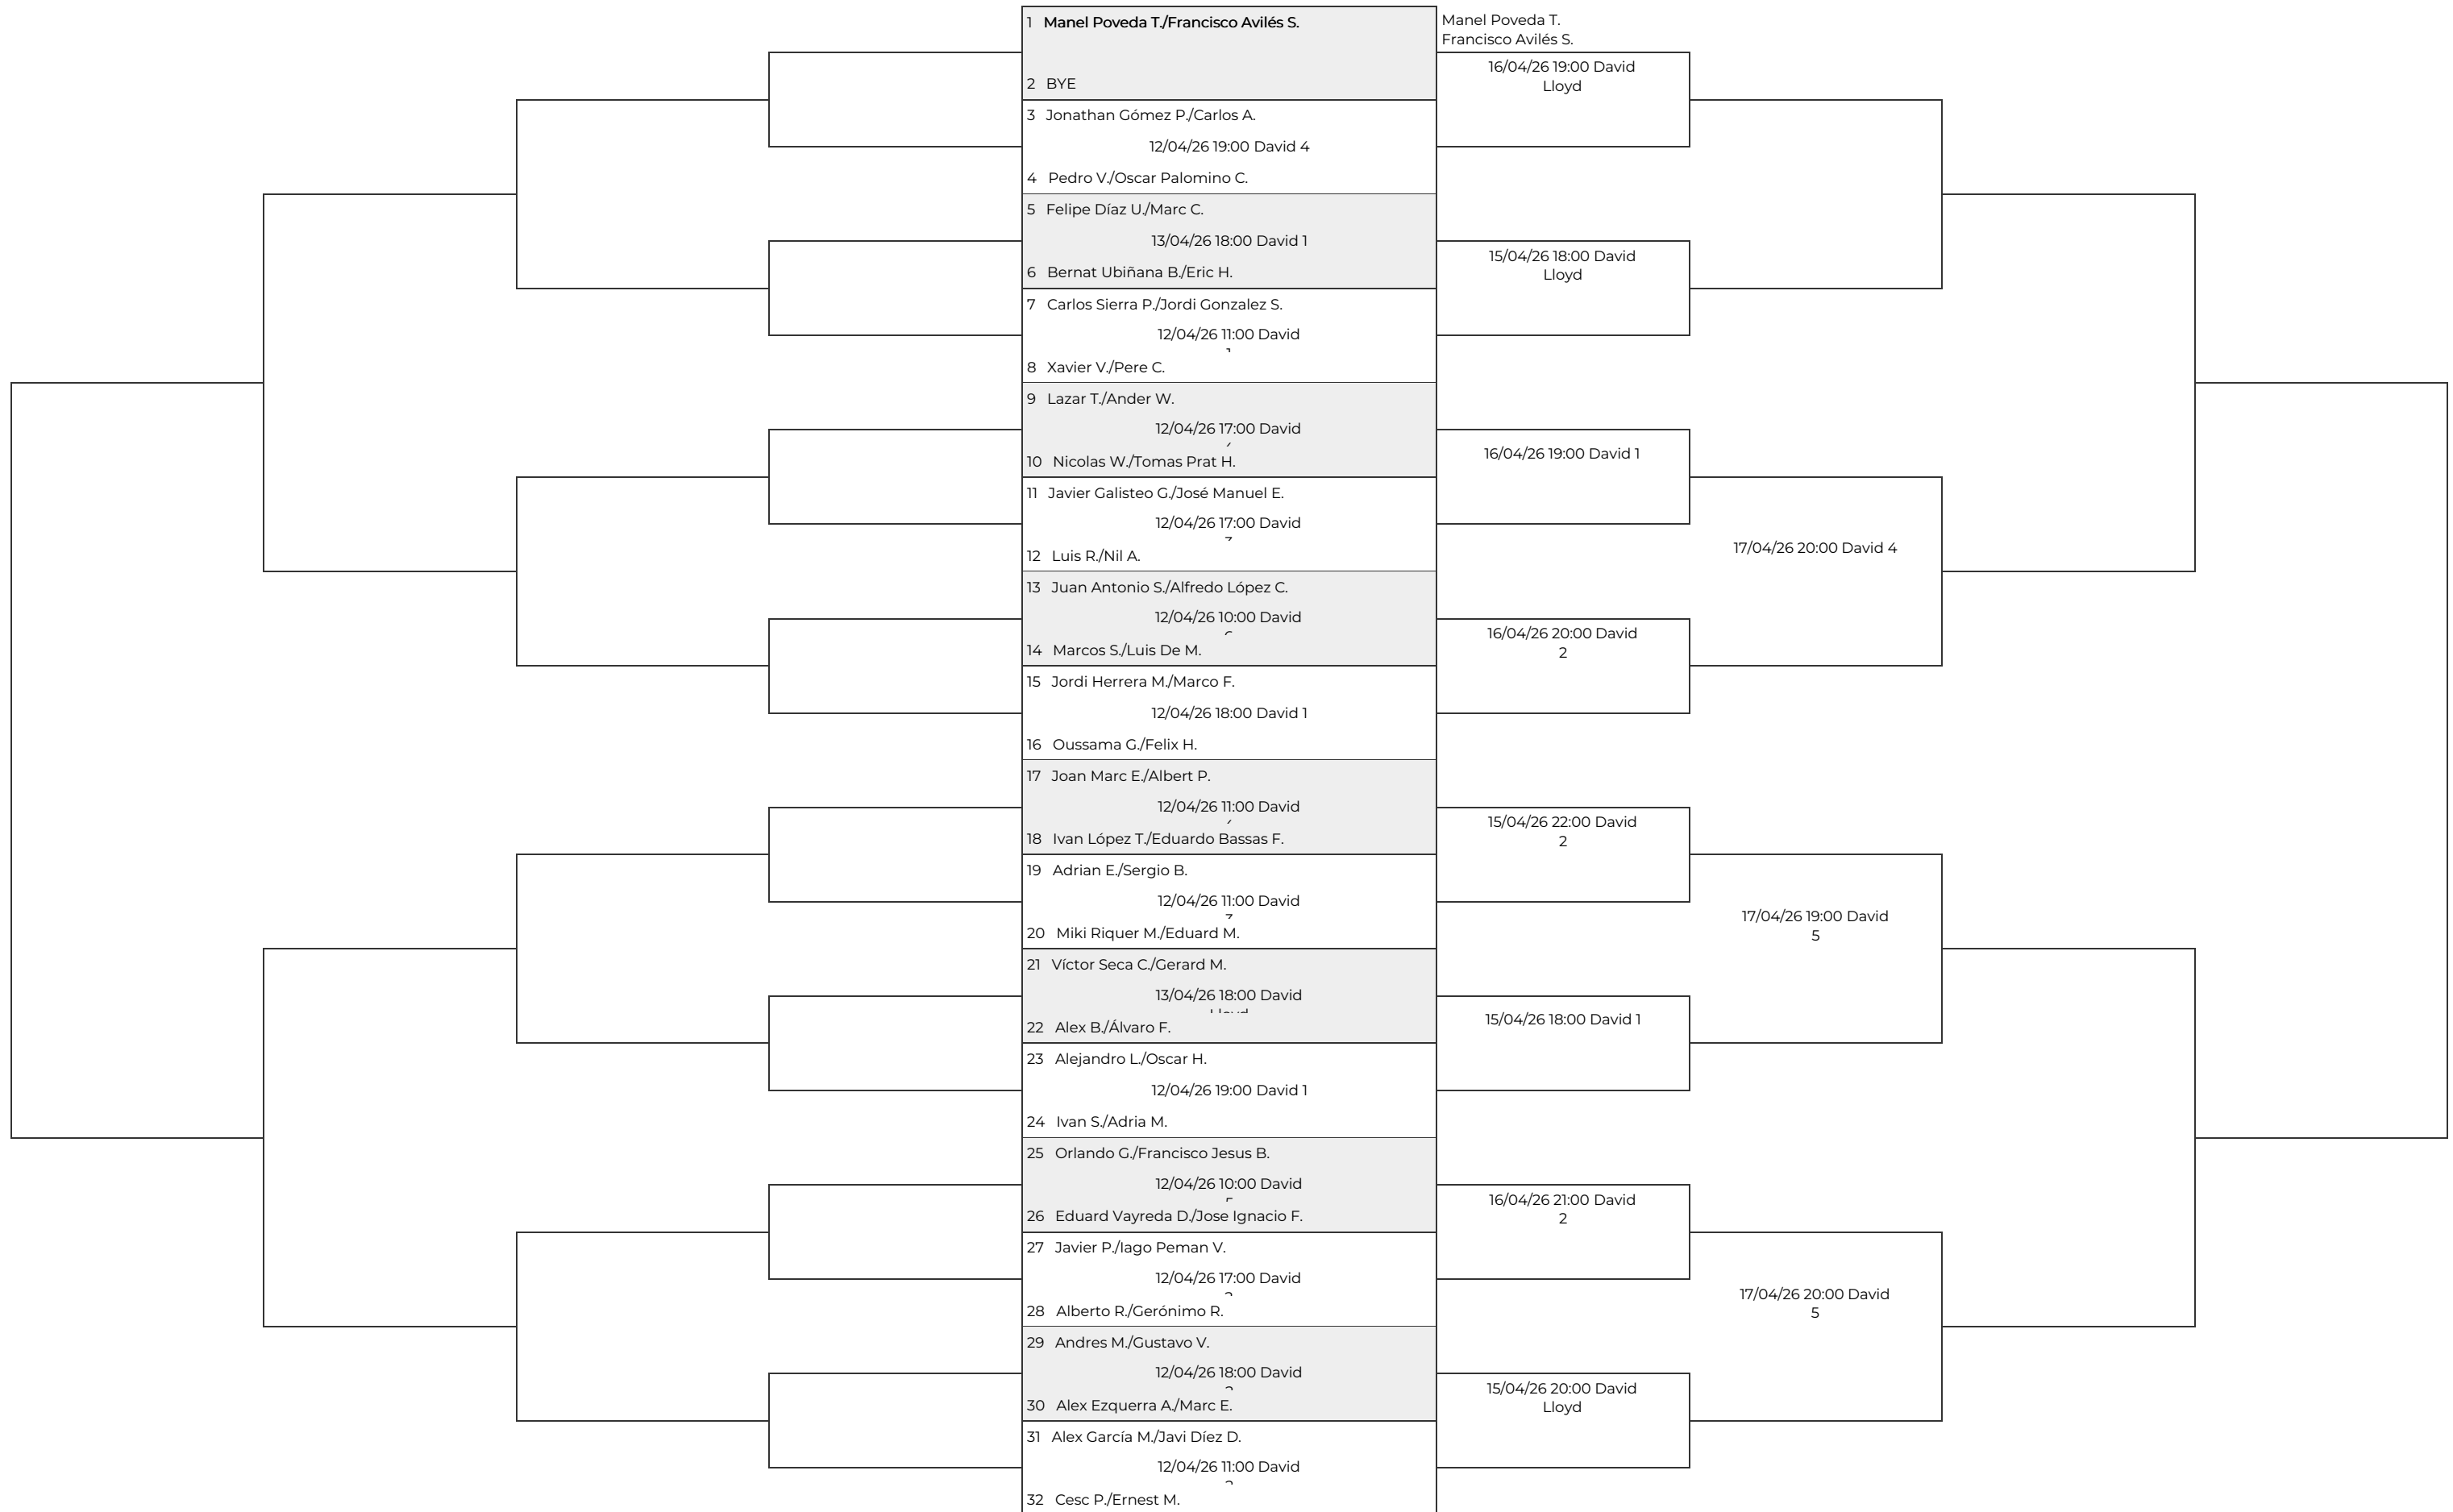 1 Manel Poveda T./Francisco Avilés S.
2 BYE
3 Jonathan Gómez P./Carlos A.
12/04/26 19:00 David 4
4 Pedro V./Oscar Palomino C.
5 Felipe Díaz U./Marc C.
13/04/26 18:00 David 1
6 Bernat Ubiñana B./Eric H.
7 Carlos Sierra P./Jordi Gonzalez S.
12/04/26 11:00 David
8 Xavier V./Pere C.
9 Lazar T./Ander W.
12/04/26 17:00 David
10 Nicolas W./Tomas Prat H.
11 Javier Galisteo G./José Manuel E.
12/04/26 17:00 David
12 Luis R./Nil A.
13 Juan Antonio S./Alfredo López C.
12/04/26 10:00 David
14 Marcos S./Luis De M.
15 Jordi Herrera M./Marco F.
12/04/26 18:00 David 1
16 Oussama G./Felix H.
17 Joan Marc E./Albert P.
12/04/26 11:00 David
18 Ivan López T./Eduardo Bassas F.
19 Adrian E./Sergio B.
12/04/26 11:00 David
20 Miki Riquer M./Eduard M.
21 Víctor Seca C./Gerard M.
13/04/26 18:00 David
22 Alex B./Álvaro F.
23 Alejandro L./Oscar H.
12/04/26 19:00 David 1
24 Ivan S./Adria M.
25 Orlando G./Francisco Jesus B.
12/04/26 10:00 David
26 Eduard Vayreda D./Jose Ignacio F.
27 Javier P./Iago Peman V.
12/04/26 17:00 David
28 Alberto R./Gerónimo R.
29 Andres M./Gustavo V.
12/04/26 18:00 David
30 Alex Ezquerra A./Marc E.
31 Alex García M./Javi Díez D.
12/04/26 11:00 David
32 Cesc P./Ernest M.
Manel Poveda T.
Francisco Avilés S.
16/04/26 19:00 David
Lloyd
15/04/26 18:00 David
Lloyd
16/04/26 19:00 David 1
16/04/26 20:00 David
2
15/04/26 22:00 David
2
15/04/26 18:00 David 1
16/04/26 21:00 David
2
15/04/26 20:00 David
Lloyd
17/04/26 20:00 David 4
17/04/26 19:00 David
5
17/04/26 20:00 David
5